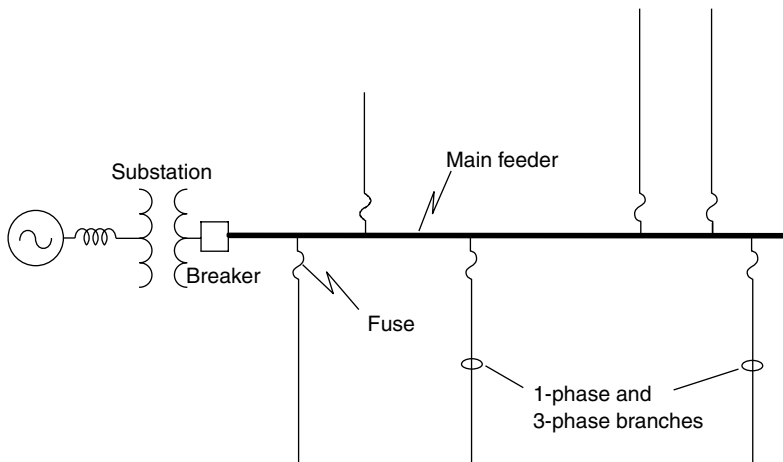 Substation
Main feeder
Breaker
Fuse
1-phase and
3-phase branches